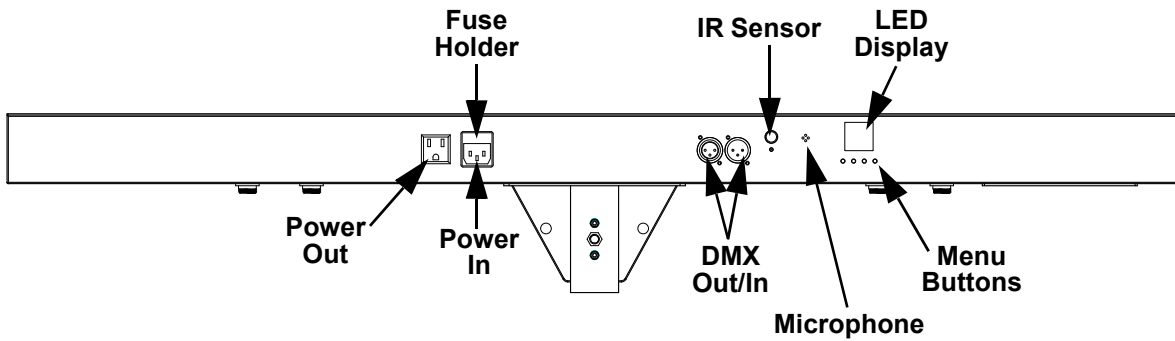 Fuse
Holder
IR Sensor
LED
Display
Power
Out
Power
In
DMX
Out/In
Menu
Buttons
Microphone